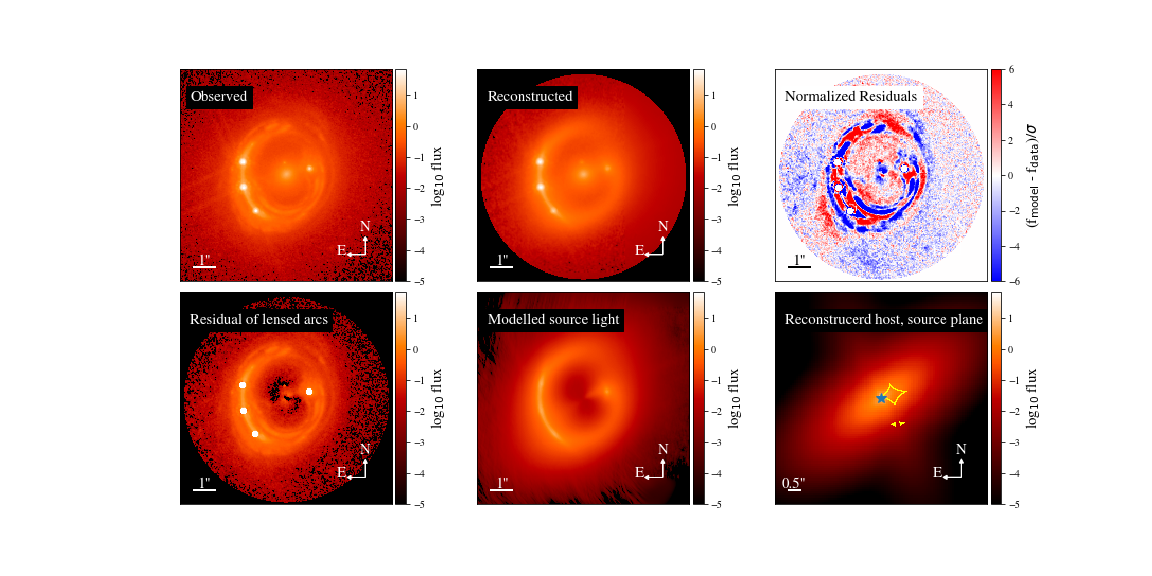 Observed
1"
E
N
1
0
−1
−2
−3
−4
−5
log10 flux
Reconstructed
1"
E
N
1
0
−1
−2
−3
−4
−5
log10 flux
Normalized Residuals
1"
6
4
2
0
−2
−4
−6
(fmodel - fdata)/σ
Residual of lensed arcs
1"
E
N
1
0
−1
−2
−3
−4
−5
log10 flux
Modelled source light
1"
E
N
1
0
−1
−2
−3
−4
−5
log10 flux
Reconstrucerd host, source plane
0.5"
E
N
1
0
−1
−2
−3
−4
−5
log10 flux